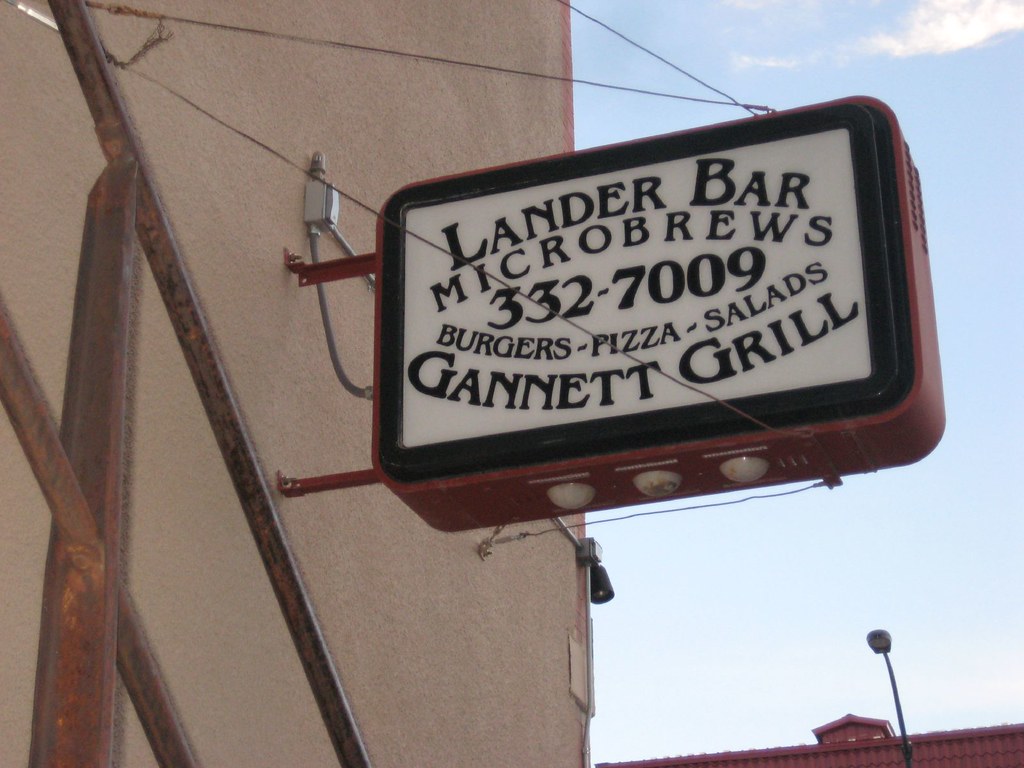 LANDER BAR
MICROBREWS
332-7009
BURGERS-PIZZA-SALADS
GANNETT GRILL